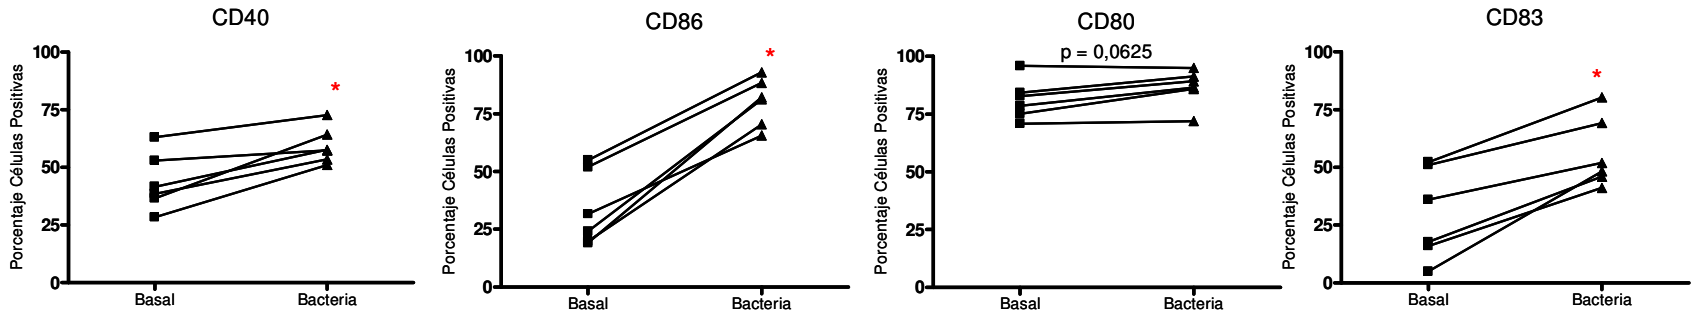 CD40
Porcentaje Células Positivas
100
75
50
25
0
*
Basal
Bacteria
CD86
Porcentaje Células Positivas
100
75
50
25
0
*
Basal
Bacteria
CD80
Porcentaje Células Positivas
100
75
50
25
0
p = 0,0625
Basal
Bacteria
CD83
Porcentaje Células Positivas
100
75
50
25
0
*
Basal
Bacteria